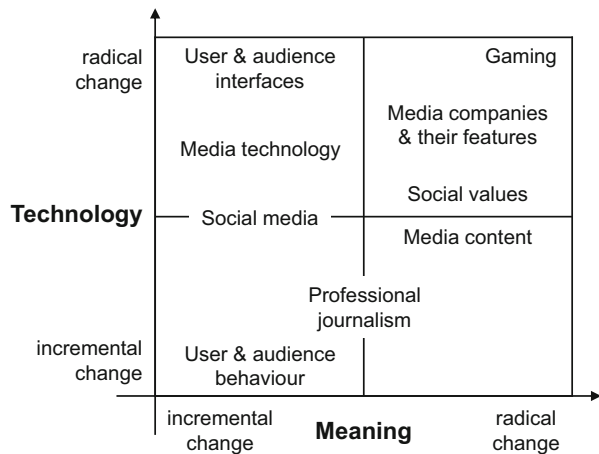 radical
change
User & audience
interfaces
Gaming
Media companies
& their features
Media technology
Social values
Technology
Social media
Media content
Professional
journalism
incremental
change
User & audience
behaviour
incremental
change
Meaning
radical
change